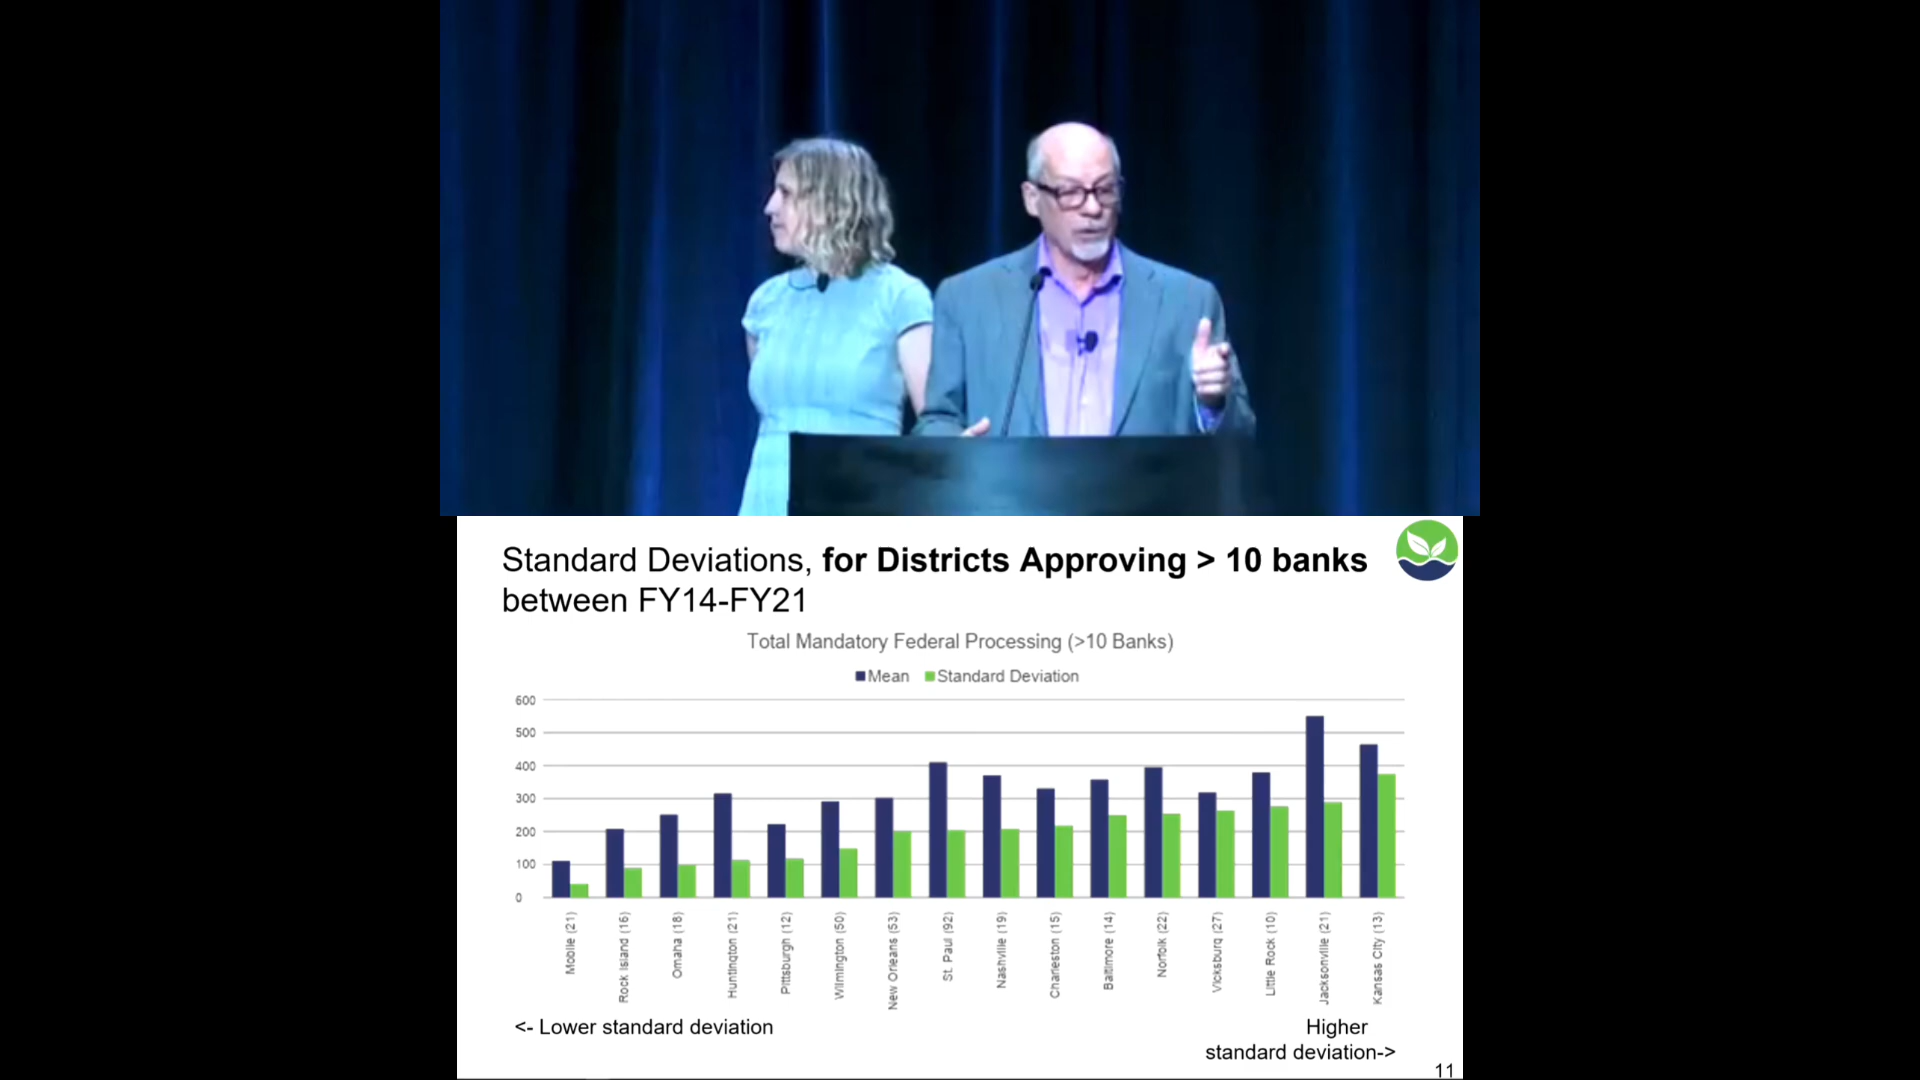 Standard Deviations, for Districts Approving > 10 banks
between FY14-FY21
Total Mandatory Federal Processing (>10 Banks)
Mean Standard Deviation
600
500
400
300
200
100
0
Mobile (21)
Rock Island (16)
Omaha (18)
Huntington (21)
Pittsburgh (12)
Wilmington (50)
New Orleans (53)
St. Paul (92)
Nashville (19)
Charleston (15)
Baltimore (14)
Norfolk (22)
Vicksburg (27)
Little Rock (10)
Jacksonville (21)
Kansas City (13)
<- Lower standard deviation
Higher
standard deviation->
11